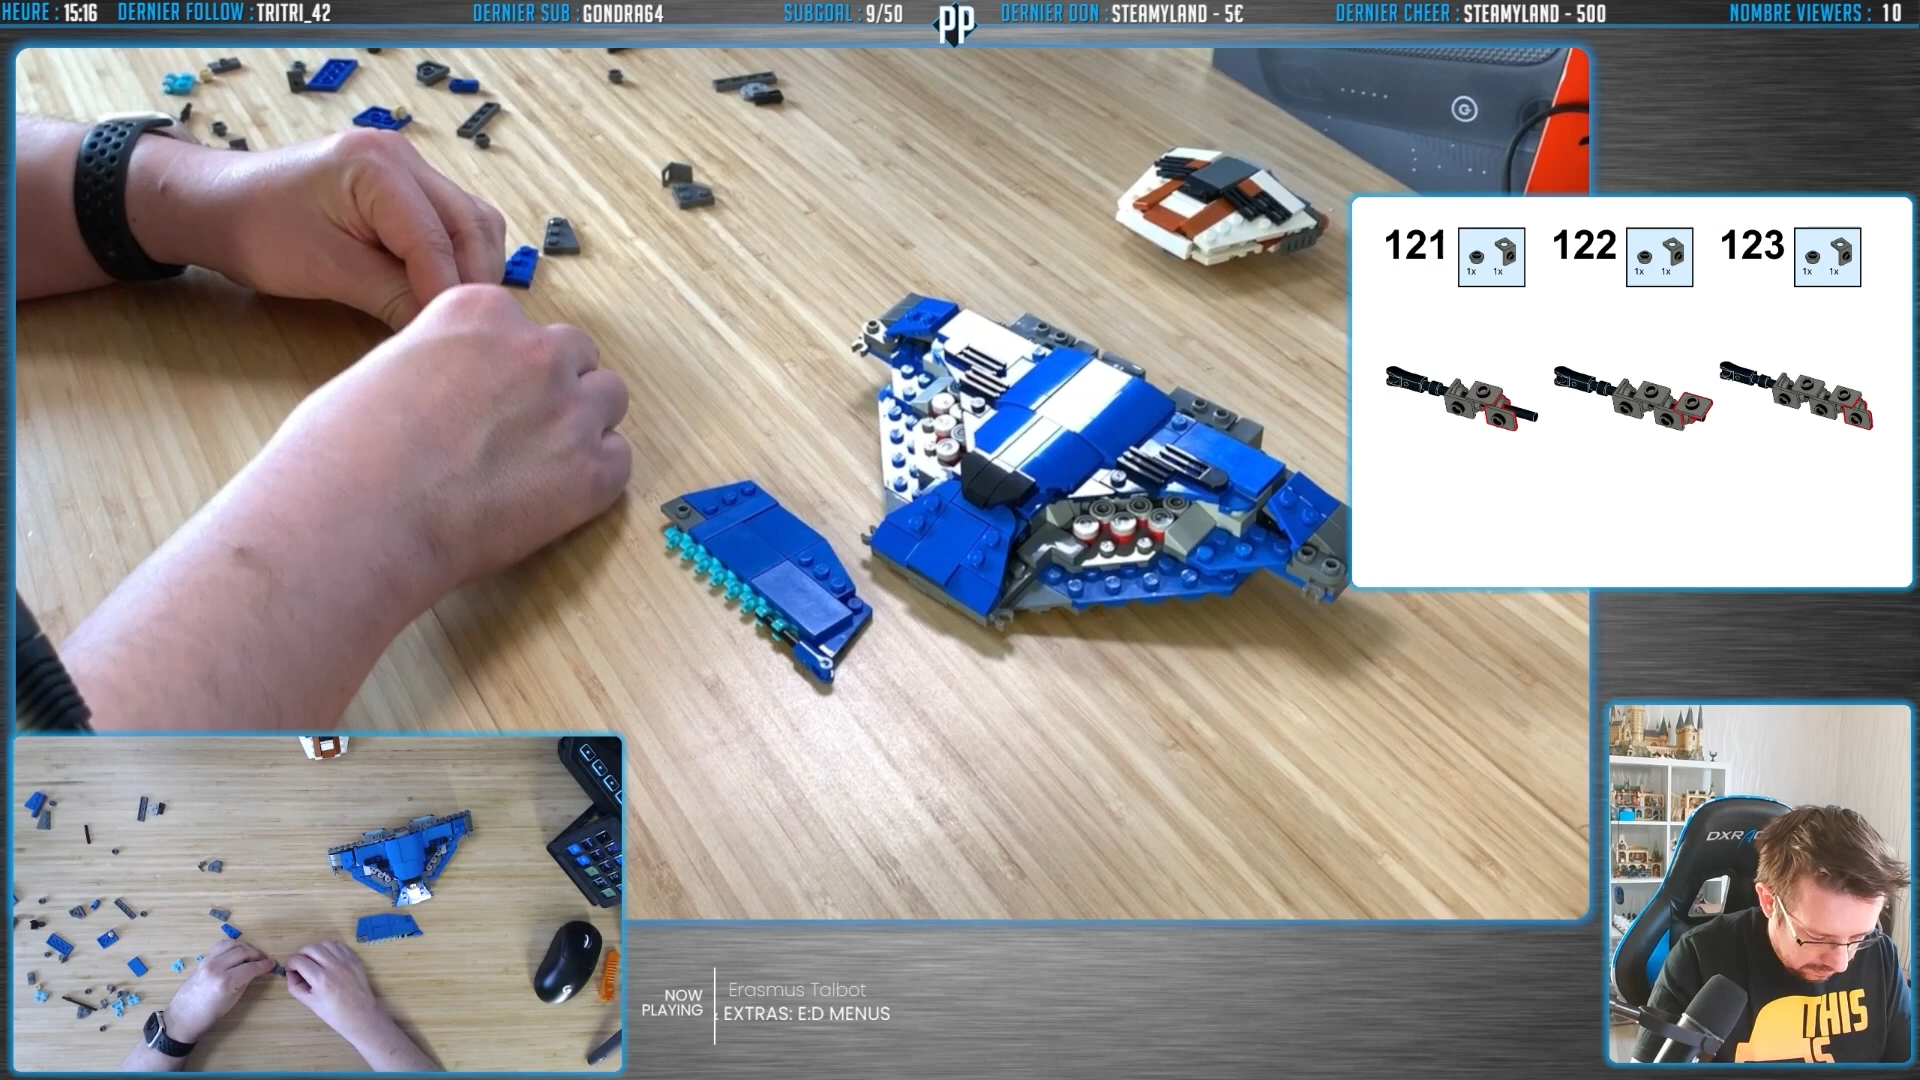 HEURE : 15:16 DERNIER FOLLOW : TRITRI_42 DERNIER SUB : GONDRA64 SUBGOAL : 9/50 PP DERNIER DON : STEAMYLAND - 5€ DERNIER CHEER : STEAMYLAND - 500 NOMBRE VIEWERS : 10
121 122 123
1x 1x 1x 1x 1x 1x
DXR
THIS
IS
NOW
PLAYING
Erasmus Talbot
EXTRAS: E:D MENUS